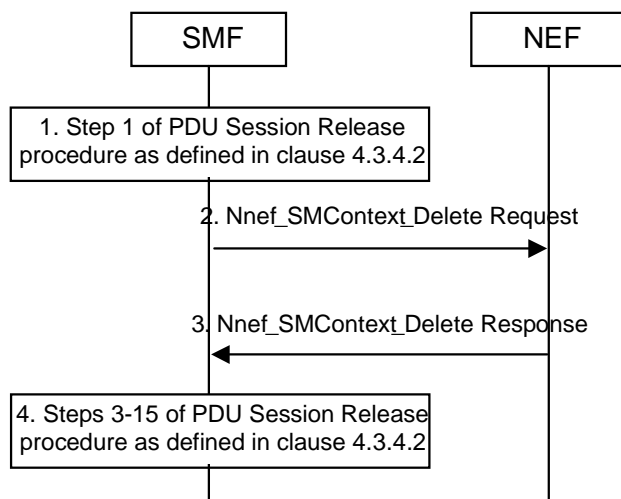 SMF
NEF
1. Step 1 of PDU Session Release
procedure as defined in clause 4.3.4.2
2. Nnef_SMContext_Delete Request
3. Nnef_SMContext_Delete Response
4. Steps 3-15 of PDU Session Release
procedure as defined in clause 4.3.4.2